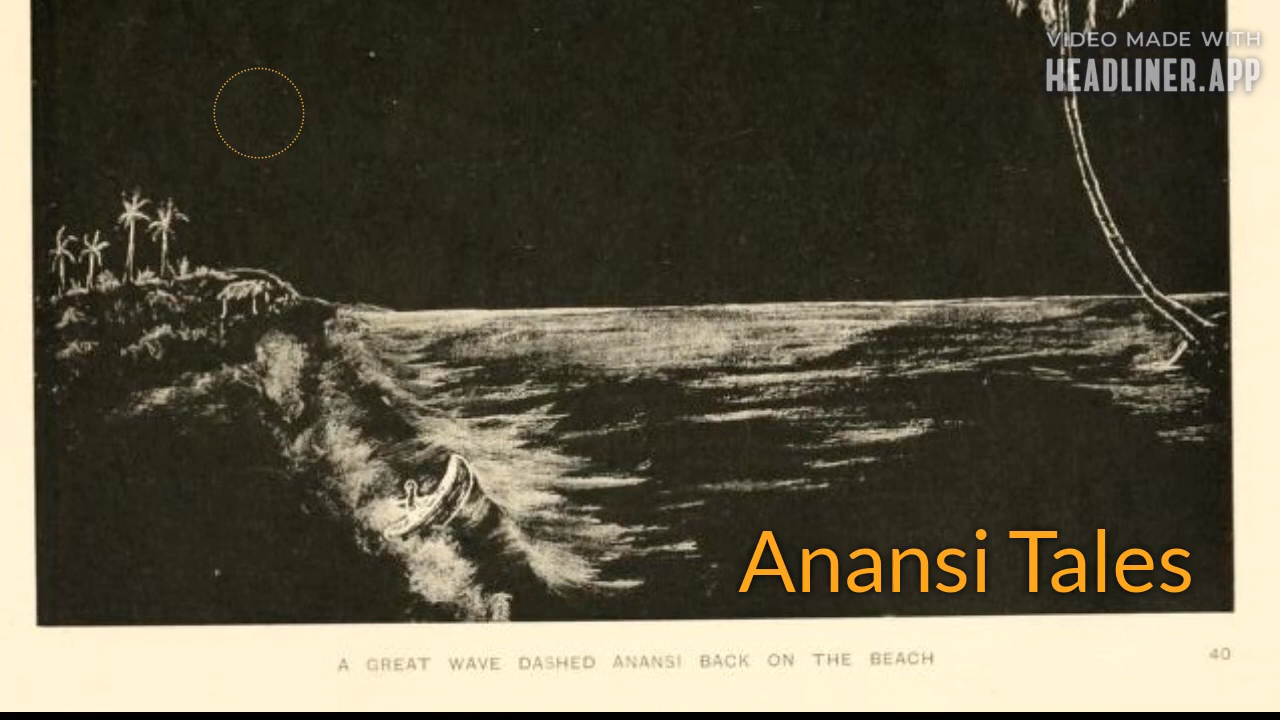 VIDEO MADE WITH
HEADLINER.APP
Anansi Tales
A GREAT WAVE DASHED ANANSI BACK ON THE BEACH
40